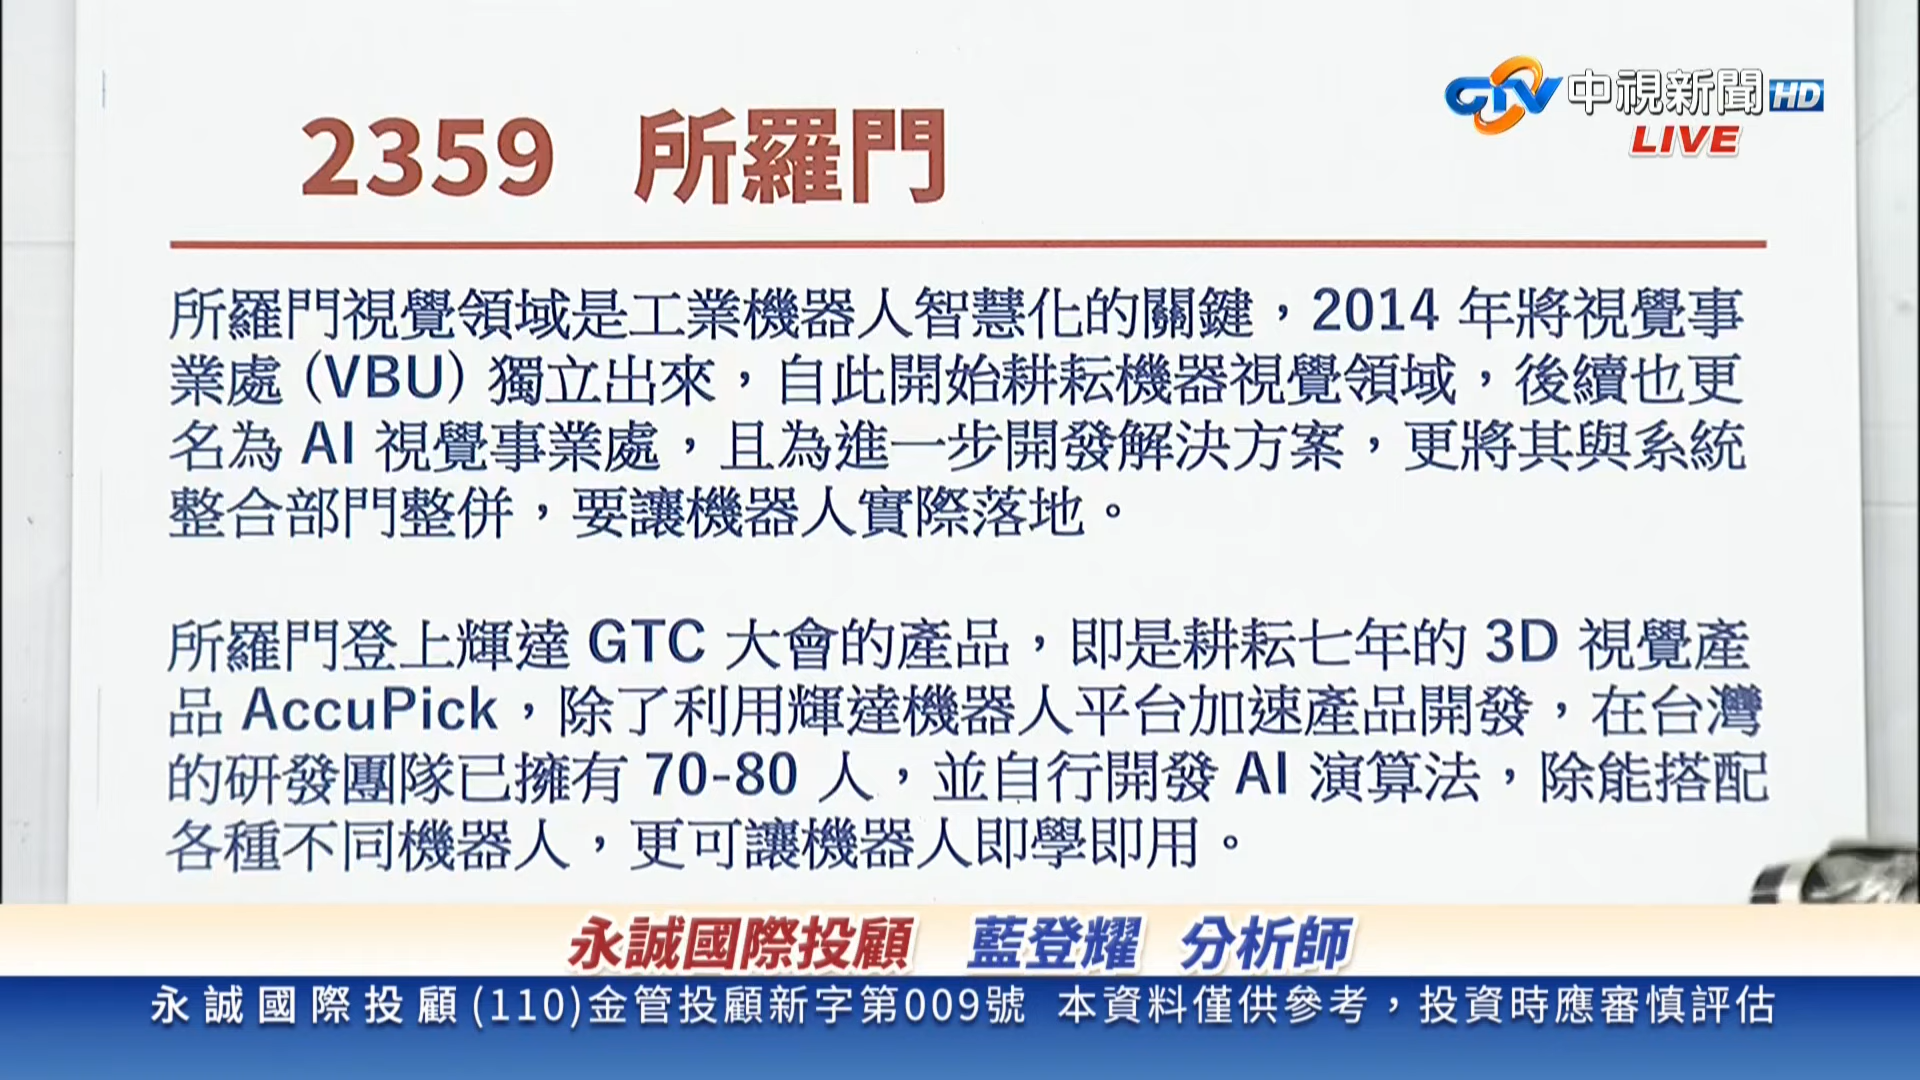 CTV 中視新聞 HD
LIVE
2359 所羅門
所羅門視覺領域是工業機器人智慧化的關鍵，2014 年將視覺事
業處 (VBU) 獨立出來，自此開始耕耘機器視覺領域，後續也更
名為 AI 視覺事業處，且為進一步開發解決方案，更將其與系統
整合部門整併，要讓機器人實際落地。
所羅門登上輝達 GTC 大會的產品，即是耕耘七年的 3D 視覺產
品 AccuPick，除了利用輝達機器人平台加速產品開發，在台灣
的研發團隊已擁有 70-80 人，並自行開發 AI 演算法，除能搭配
各種不同機器人，更可讓機器人即學即用。
永誠國際投顧 藍登耀 分析師
永誠國際投顧(110)金管投顧新字第009號 本資料僅供參考，投資時應審慎評估